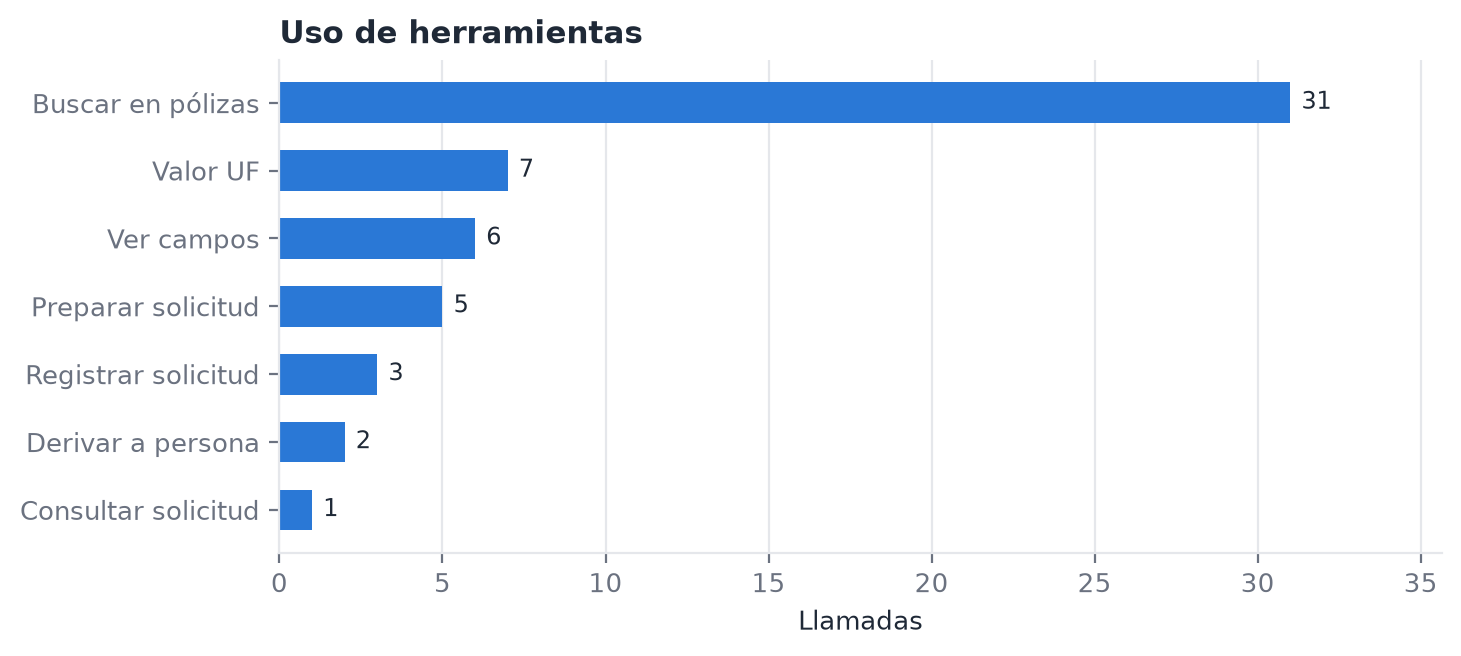 Uso de herramientas
Buscar en pólizas 31
Valor UF 7
Ver campos 6
Preparar solicitud 5
Registrar solicitud 3
Derivar a persona 2
Consultar solicitud 1
0 5 10 15 20 25 30 35
Llamadas